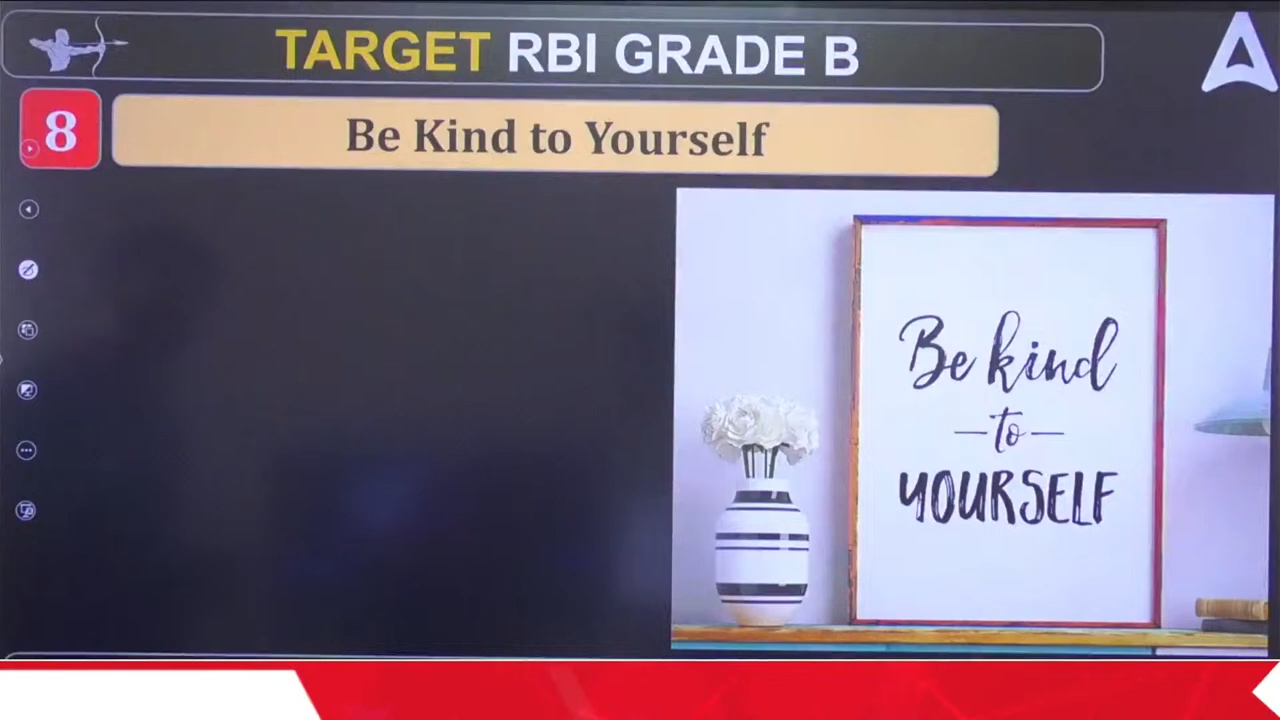 TARGET RBI GRADE B
8
Be Kind to Yourself
Be kind
to
YOURSELF